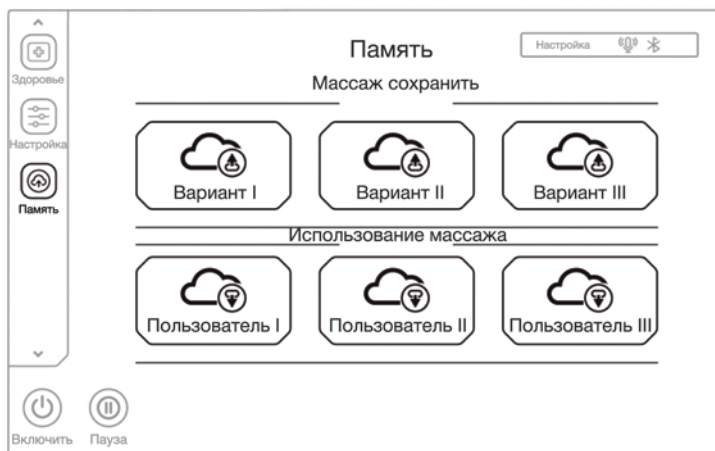 Память
Настройка
Здоровье
Настройка
Память
Массаж сохранить
Вариант I
Вариант II
Вариант III
Использование массажа
Пользователь I
Пользователь II
Пользователь III
Включить
Пауза